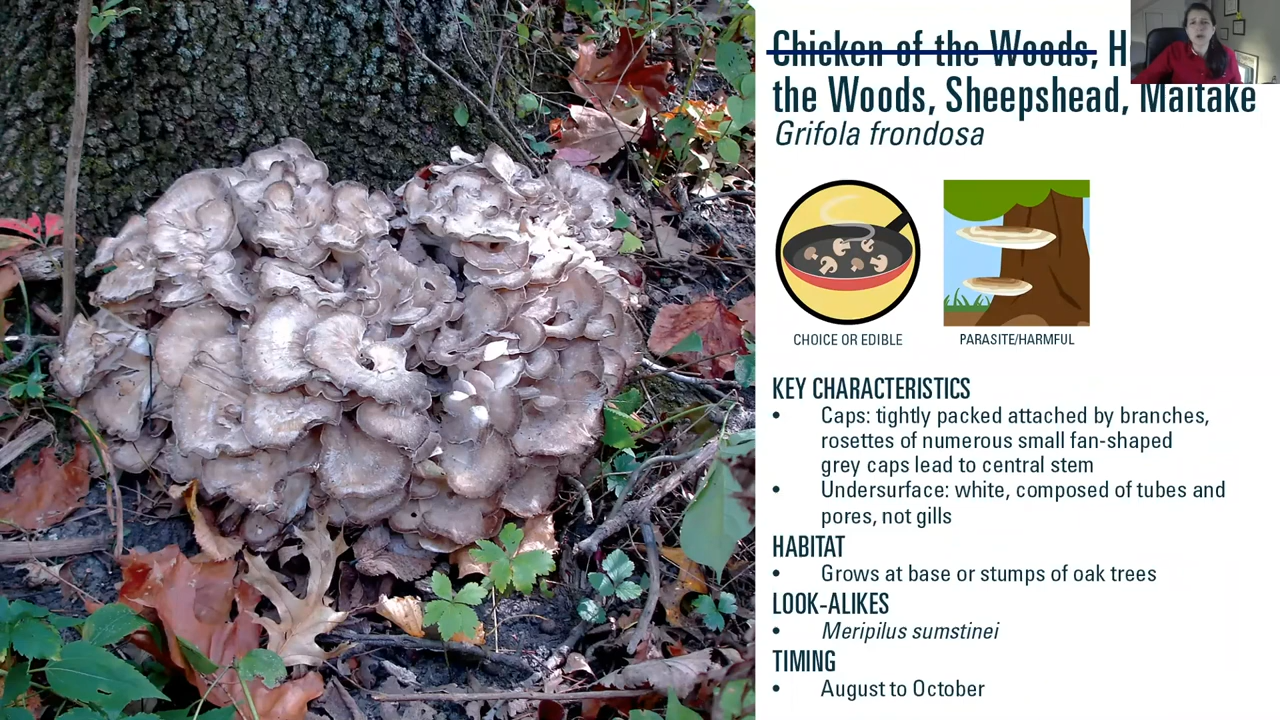 Chicken of the Woods, H
the Woods, Sheepshead, Maitake
Grifola frondosa
CHOICE OR EDIBLE
PARASITE/HARMFUL
KEY CHARACTERISTICS
• Caps: tightly packed attached by branches,
rosettes of numerous small fan-shaped
grey caps lead to central stem
• Undersurface: white, composed of tubes and
pores, not gills
HABITAT
• Grows at base or stumps of oak trees
LOOK-ALIKES
• Meripilus sumstinei
TIMING
• August to October